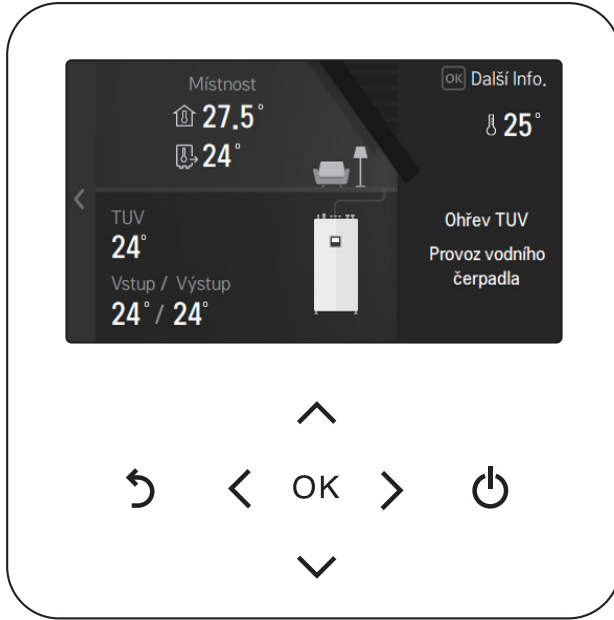 Místnost
27.5°
24°
TUV
24°
Vstup / Výstup
24° / 24°
OK Další Info.
25°
Ohřev TUV
Provoz vodního
čerpadla
OK